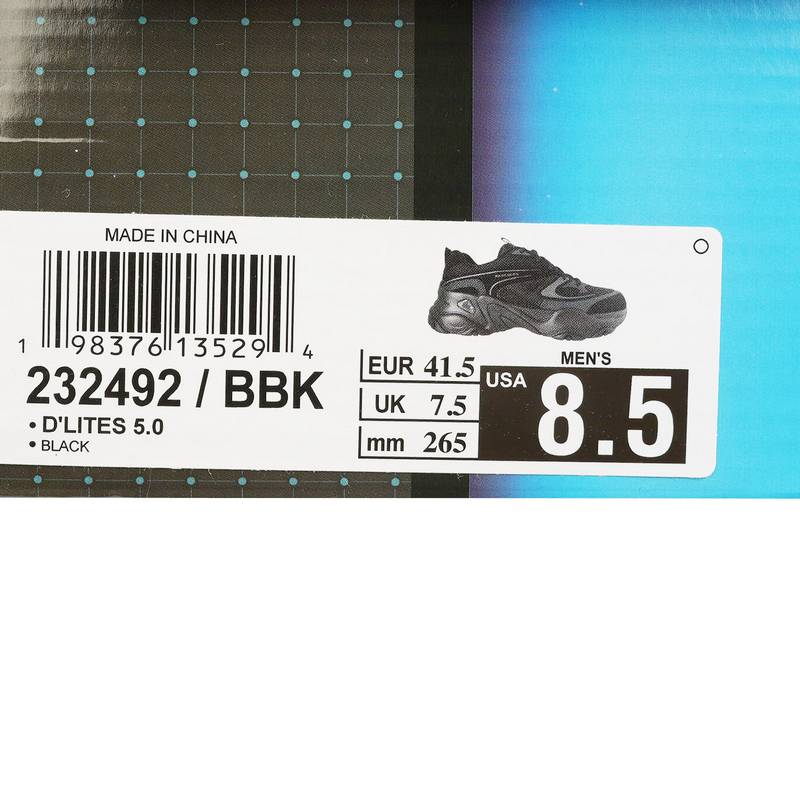 MADE IN CHINA
1 98376 13529 4
232492 / BBK
• D'LITES 5.0
• BLACK
EUR 41.5
UK 7.5
mm 265
MEN'S
USA 8.5